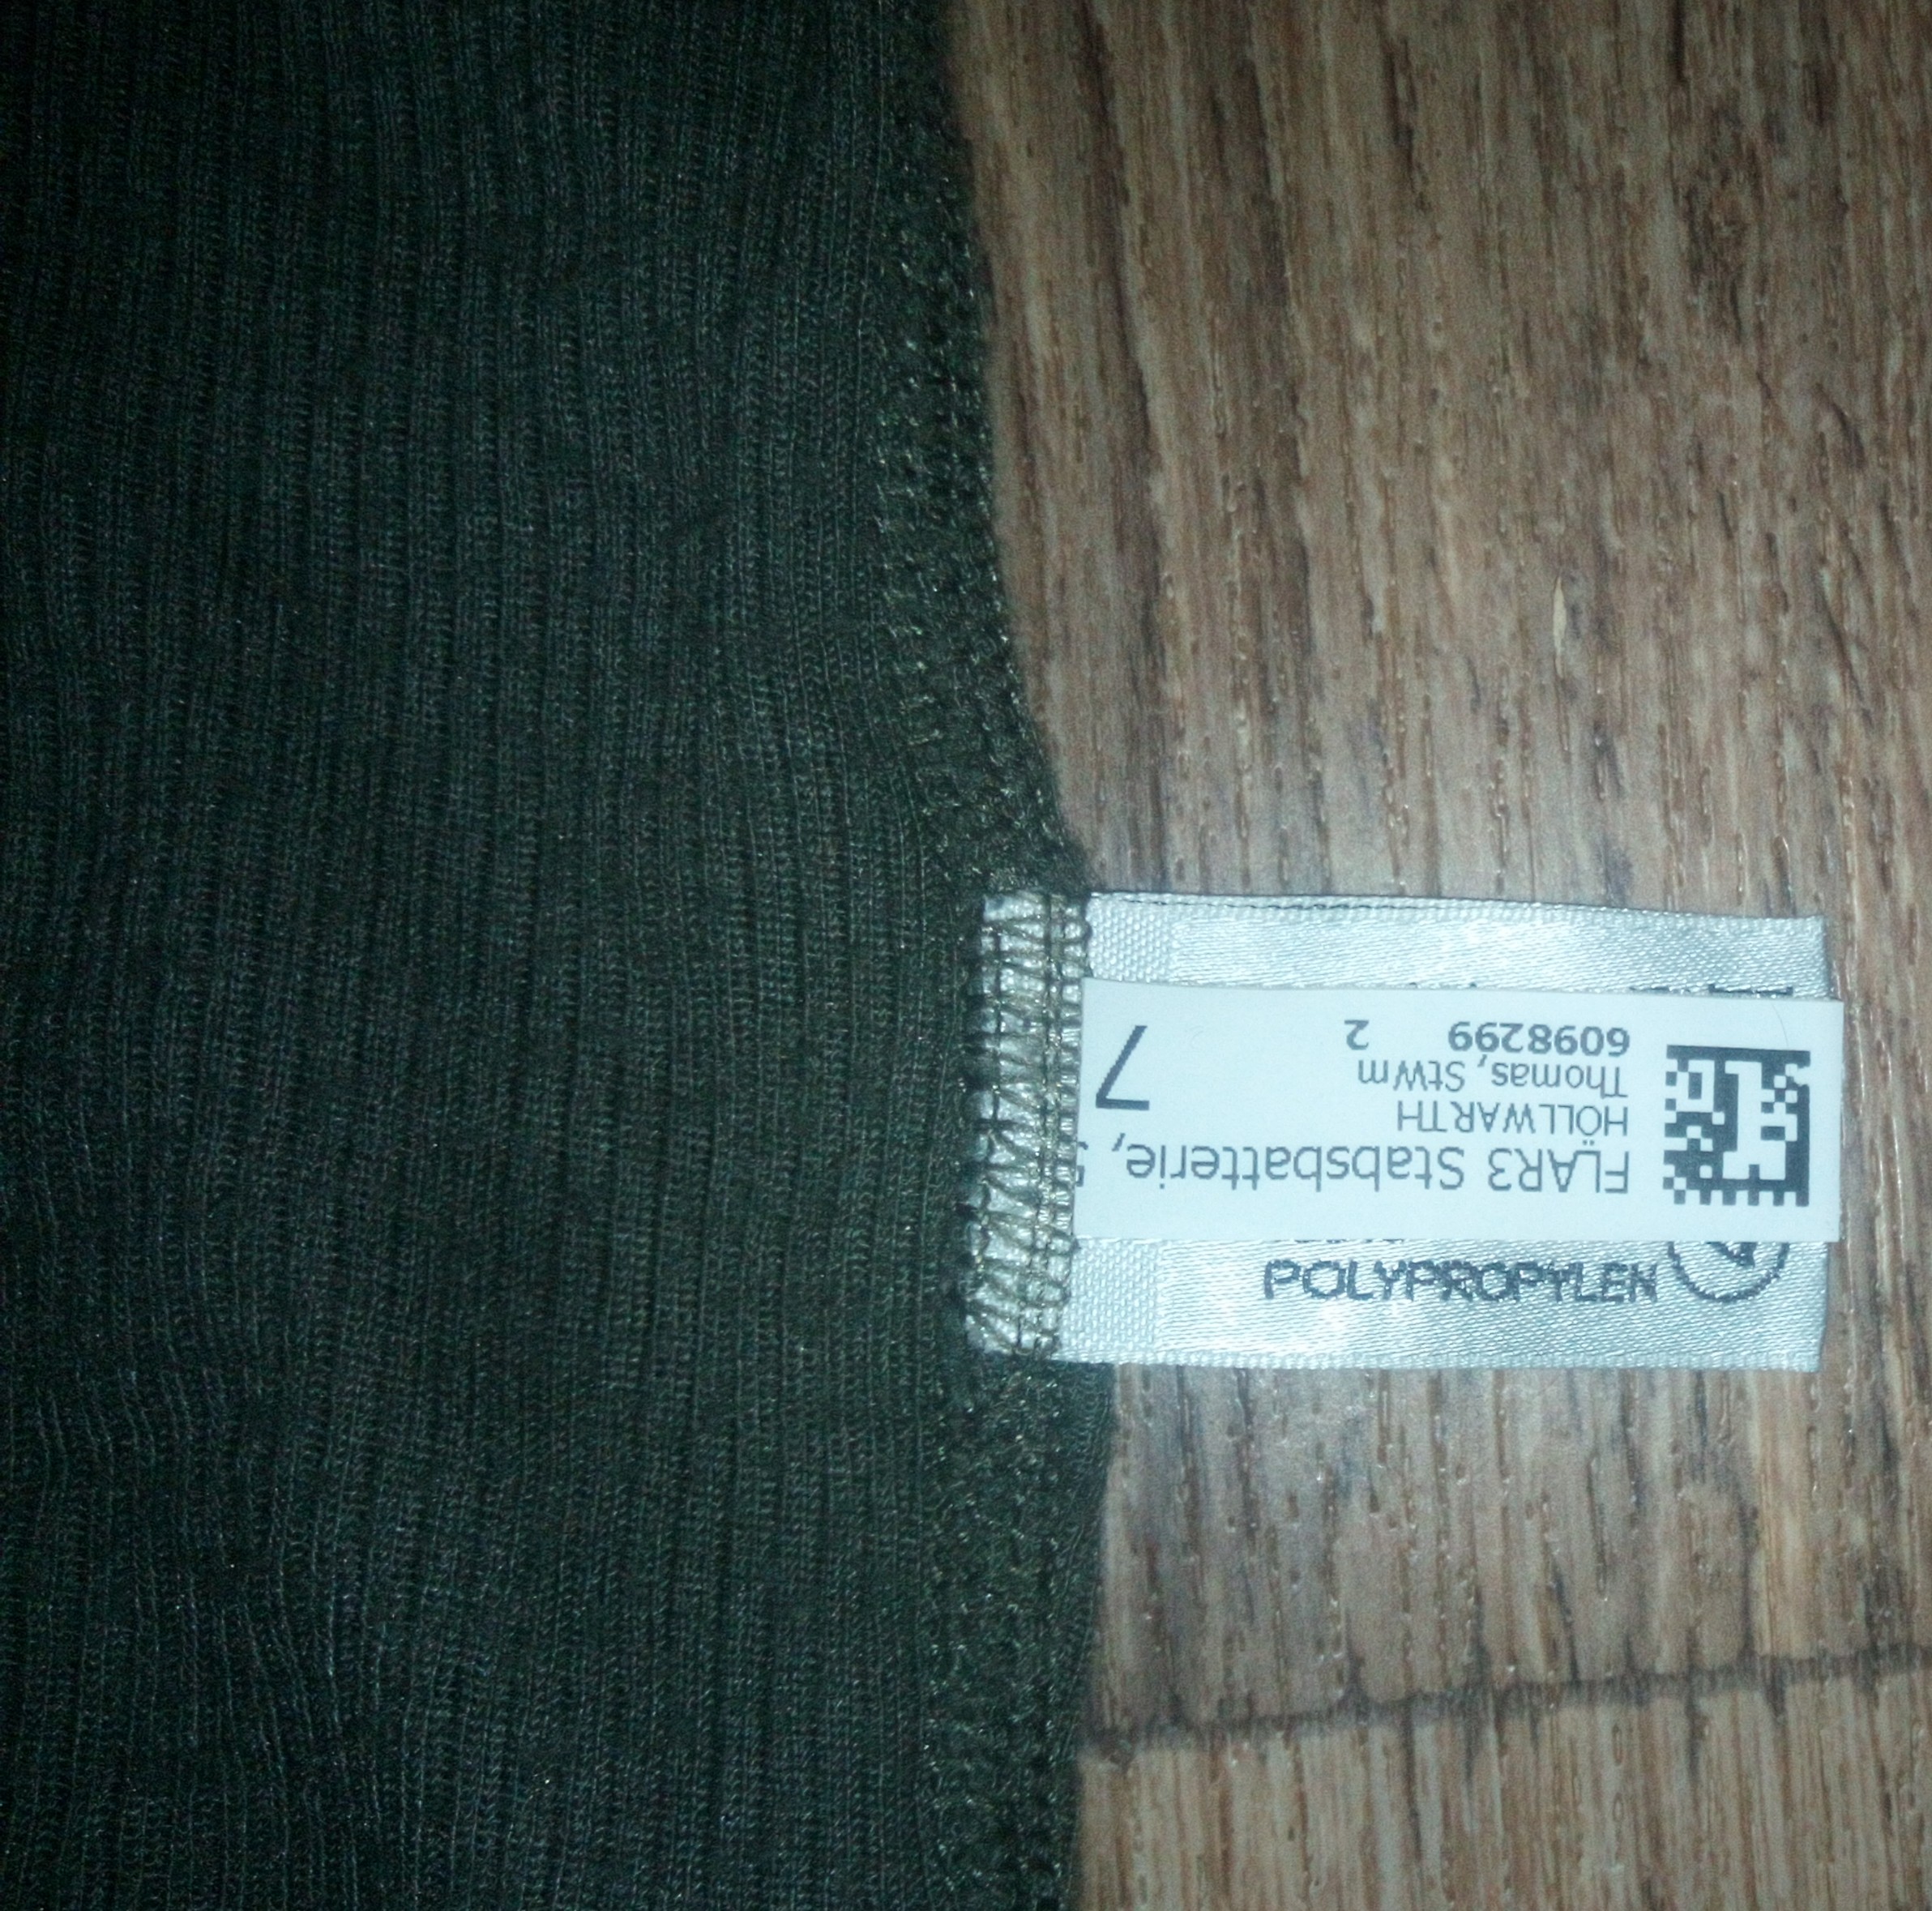 POLYPROPYLEN
FLAR3 Stabsbatterie,
HÖLLWARTH
Thomas, StWm
6098299 2
7